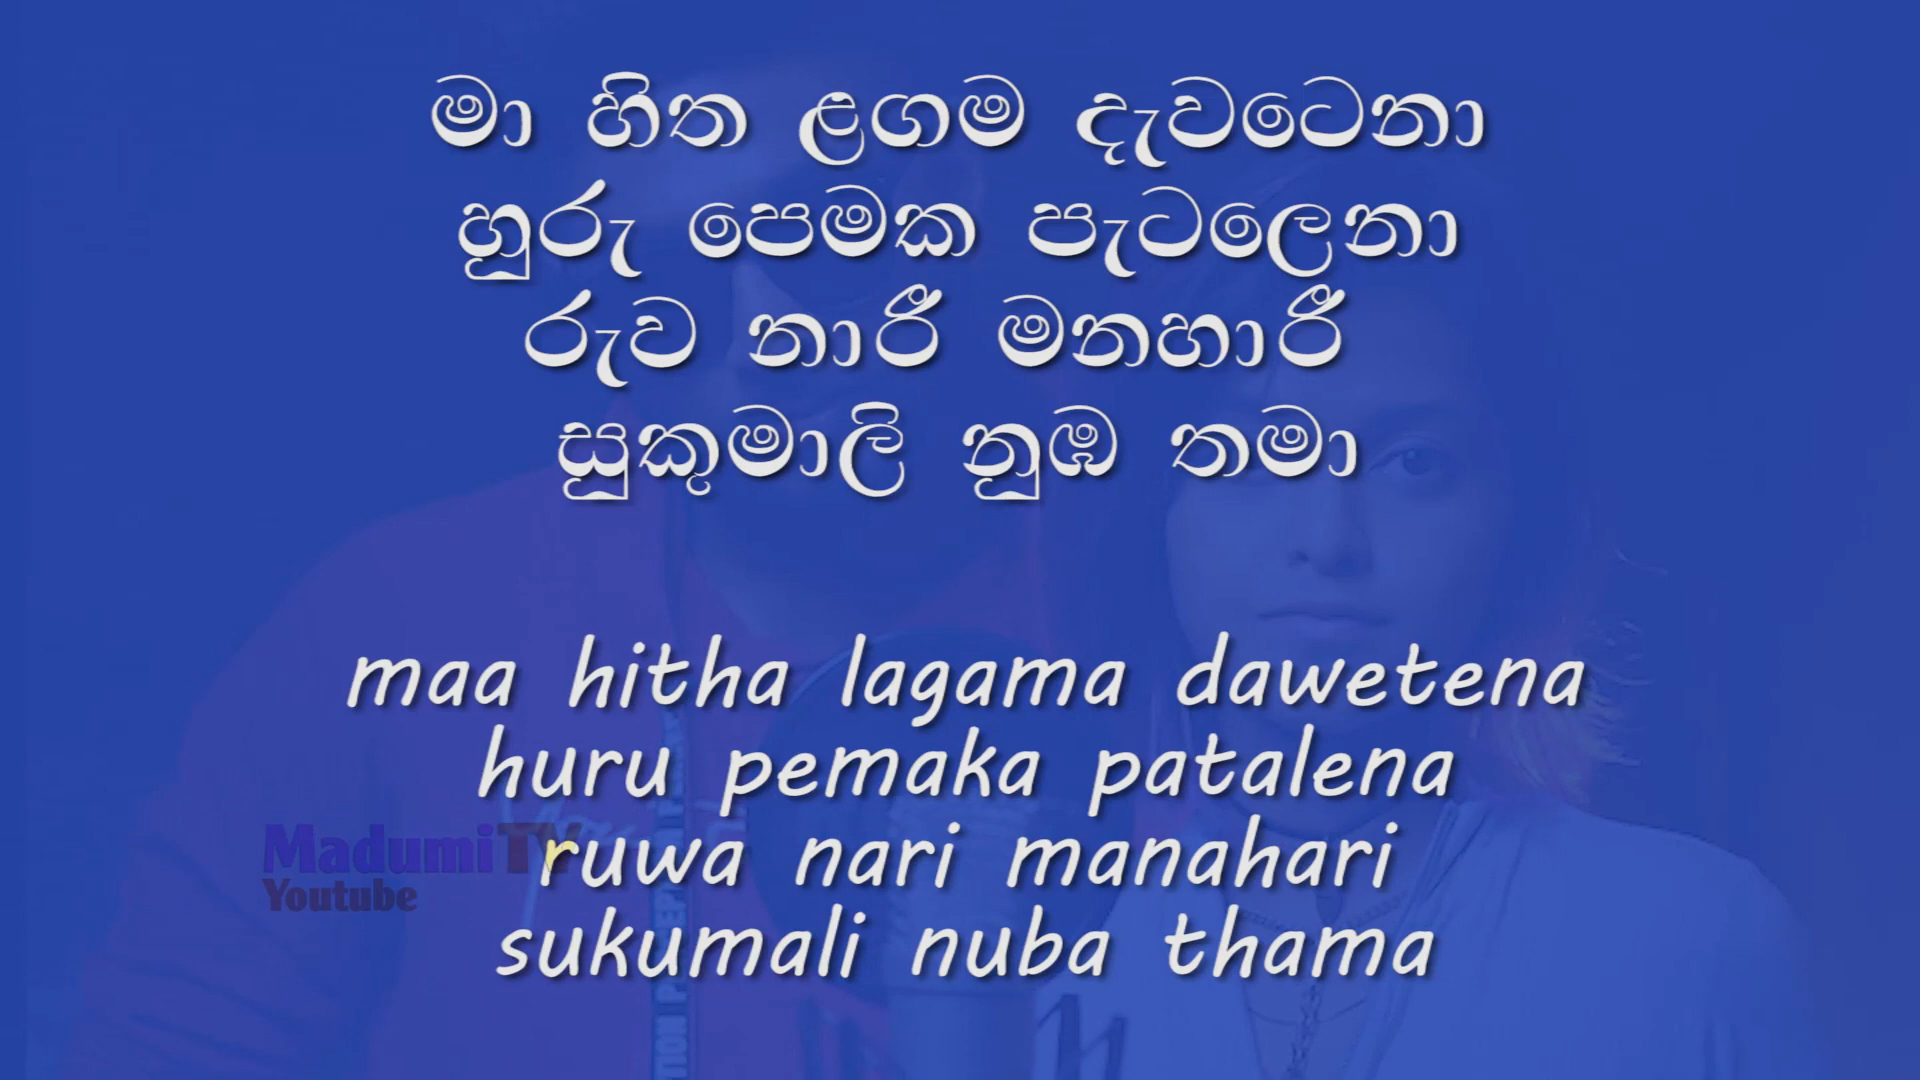 මා හිත ළගම දැවටෙනා
හුරු පෙමක පැටලෙනා
රුව නාරී මනහාරී
සුකුමාලි නුඹ තමා
maa hitha lagama dawetena
huru pemaka patalena
ruwa nari manahari
sukumali nuba thama
MadumiTV
Youtube